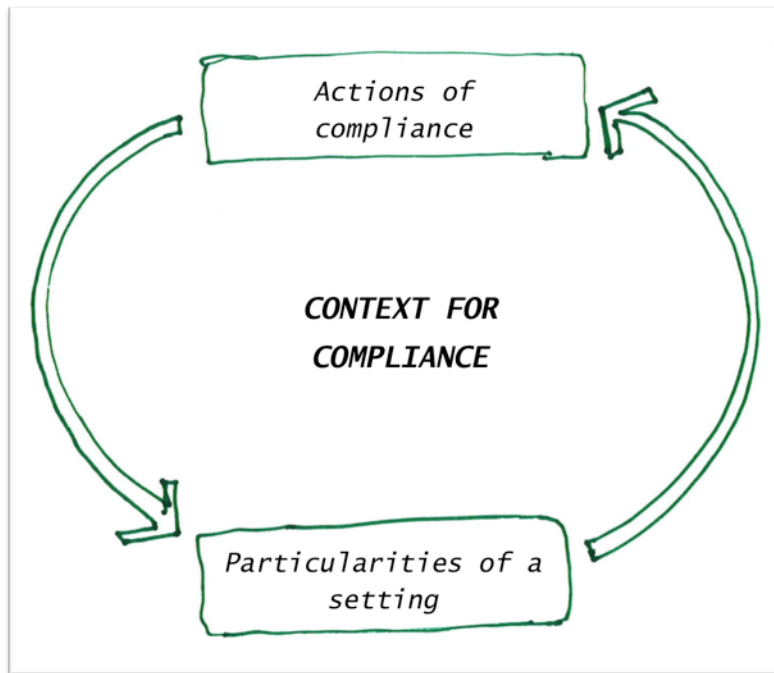 Actions of
compliance
CONTEXT FOR
COMPLIANCE
Particularities of a
setting